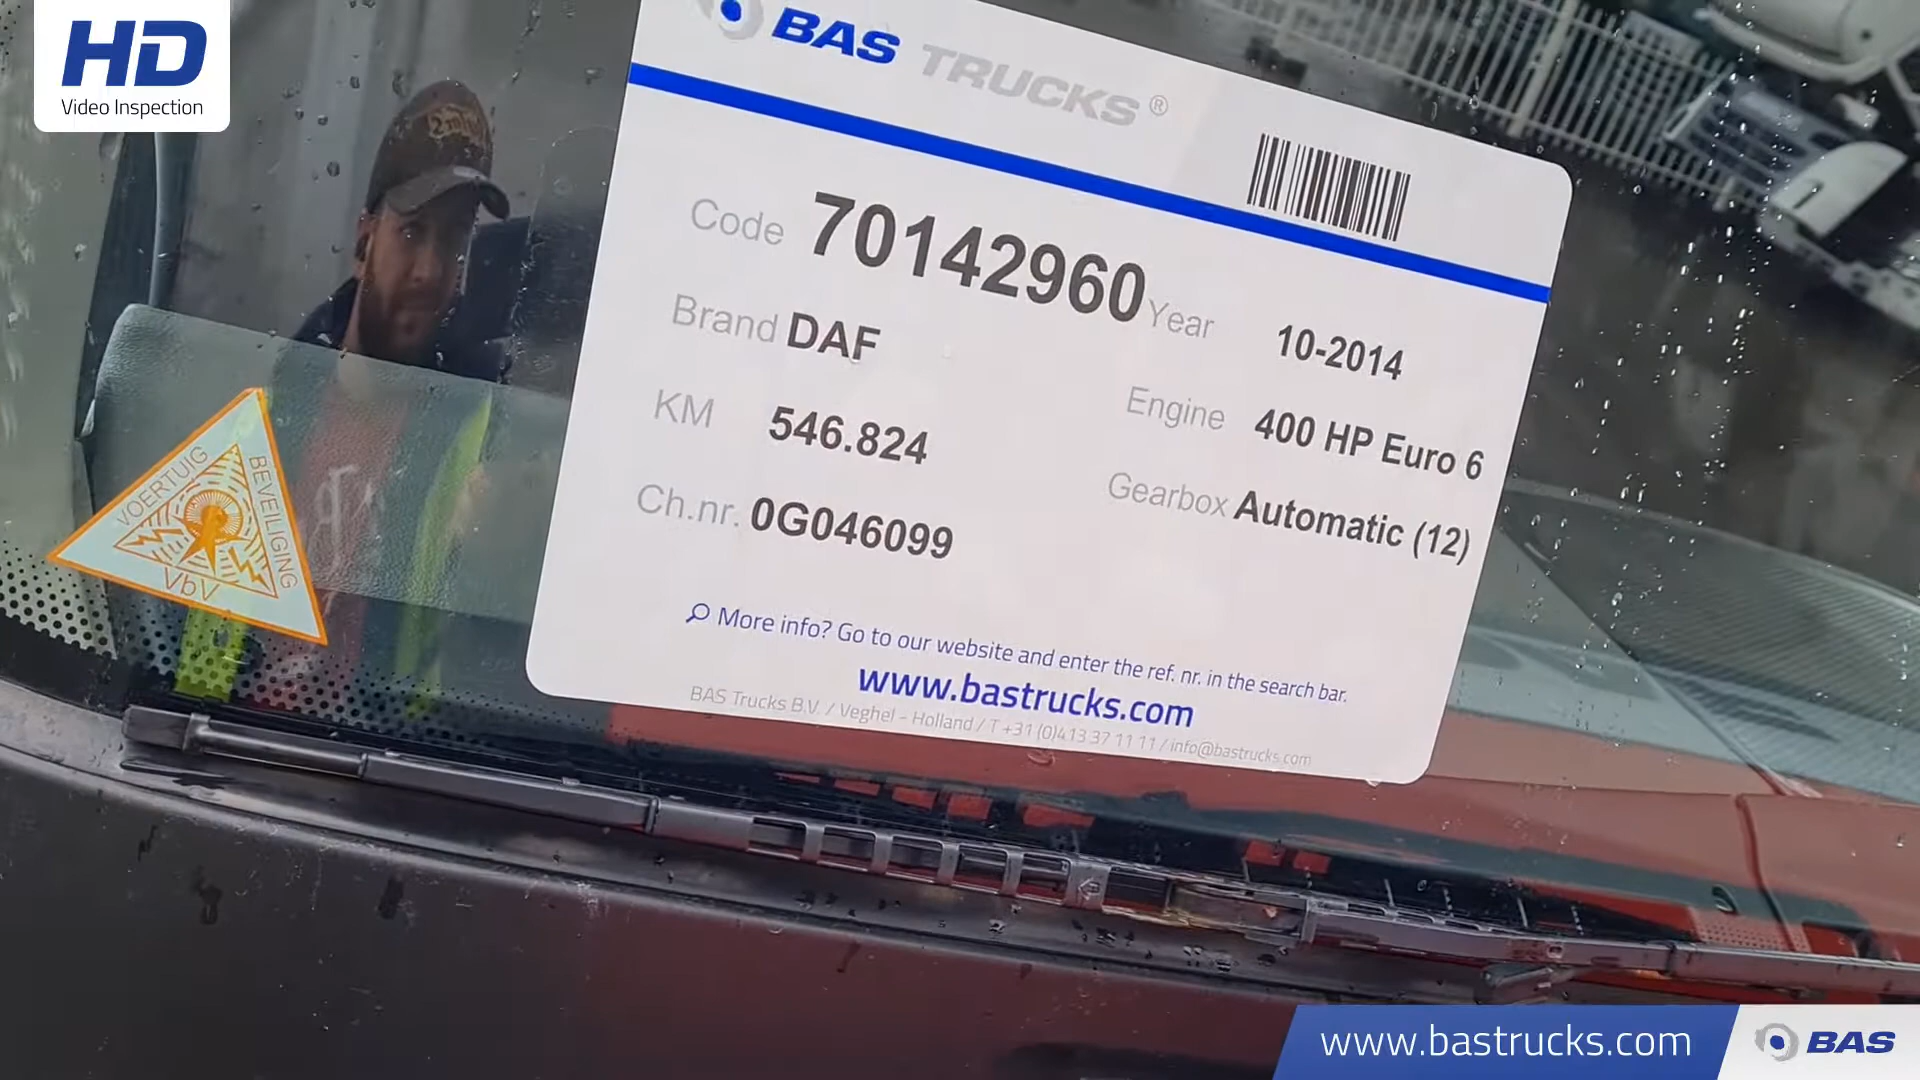 HD
Video Inspection
BAS TRUCKS®
Code 70142960
Year 10-2014
Brand DAF
Engine 400 HP Euro 6
KM 546.824
Gearbox Automatic (12)
Ch.nr. 0G046099
More info? Go to our website and enter the ref. nr. in the search bar.
www.bastrucks.com
BAS Trucks B.V. / Veghel - Holland / T +31 (0)413 37 11 11 / info@bastrucks.com
VOERTUIG
BEVEILIGING
VbV
www.bastrucks.com
BAS